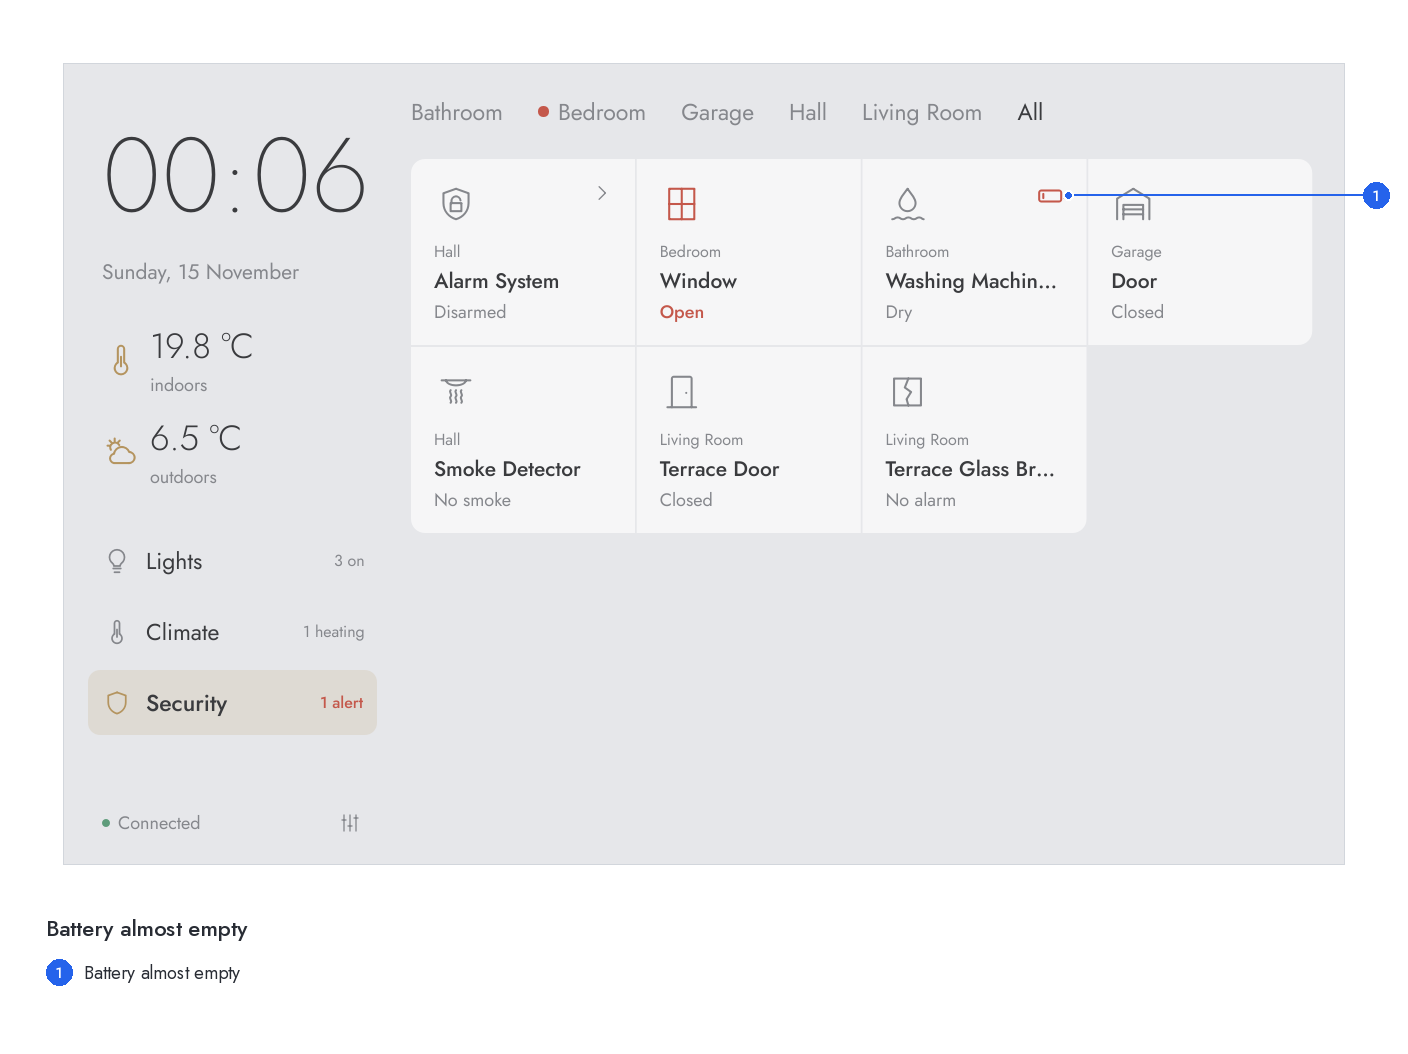 00:06
Sunday, 15 November
19.8 °C
indoors
6.5 °C
outdoors
Lights 3 on
Climate 1 heating
Security 1 alert
Connected
Bathroom Bedroom Garage Hall Living Room All
Hall
Alarm System
Disarmed
Bedroom
Window
Open
Bathroom
Washing Machin...
Dry
Garage
Door
Closed
1
Hall
Smoke Detector
No smoke
Living Room
Terrace Door
Closed
Living Room
Terrace Glass Br...
No alarm
Battery almost empty
1 Battery almost empty